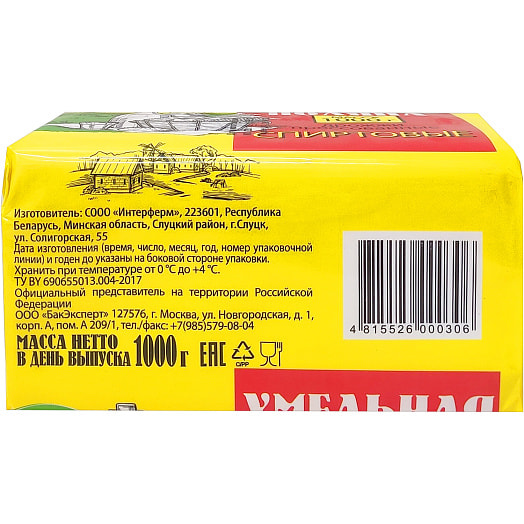 1000г
СПИРТОВЫЕ
Изготовитель: СООО «Интерферм», 223601, Республика
Беларусь, Минская область, Слуцкий район, г.Слуцк,
ул. Солигорская, 55
Дата изготовления (время, число, месяц, год, номер упаковочной
линии) и годен до указаны на боковой стороне упаковки.
Хранить при температуре от 0 °С до +4 °С.
TУ BY 690655013.004-2017
Официальный представитель на территории Российской
Федерации
ООО «БакЭксперт» 127576, г. Москва, ул. Новгородская, д. 1,
корп. А, пом. А 209/1, тел./факс: +7(985)579-08-04
МАССА НЕТТО
В ДЕНЬ ВЫПУСКА 1000 г
EAC
C/PP
4 815526 000306
УМЕЛЬНАЯ